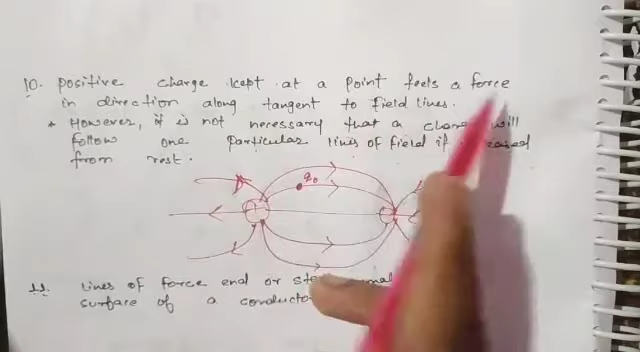 10. Positive charge kept at a point feels a force
in direction along tangent to field lines.
* However, it is not necessary that a will
follow one particular lines of field if
from rest.
q₀
+
11. Lines of force end or
surface of a